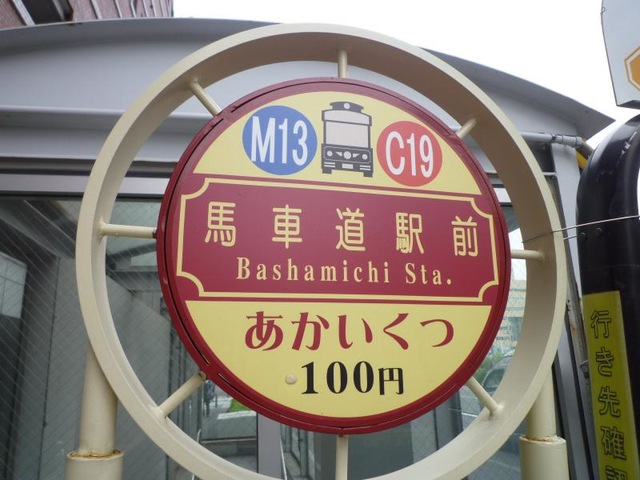 M13 C19
馬車道駅前
Bashamichi Sta.
あかいくつ
100円
行き先確